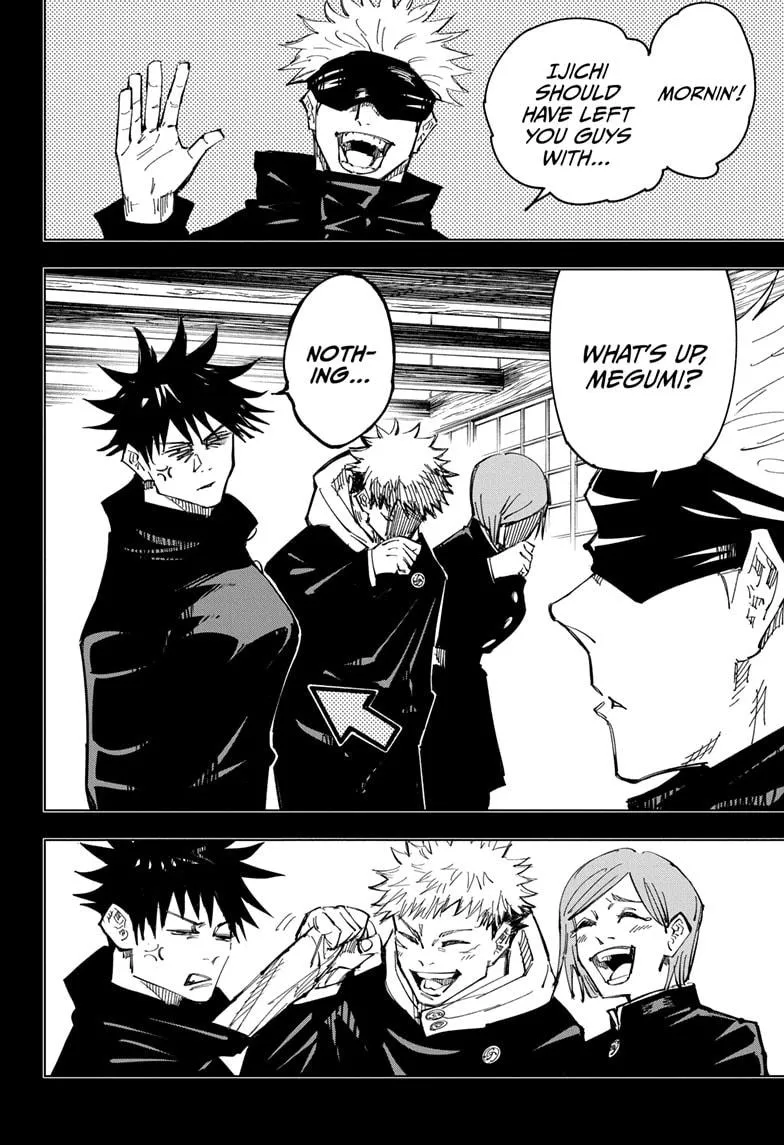 MORNIN'!
IJICHI
SHOULD
HAVE LEFT
YOU GUYS
WITH...
WHAT'S UP,
MEGUMI?
NOTH-
ING...